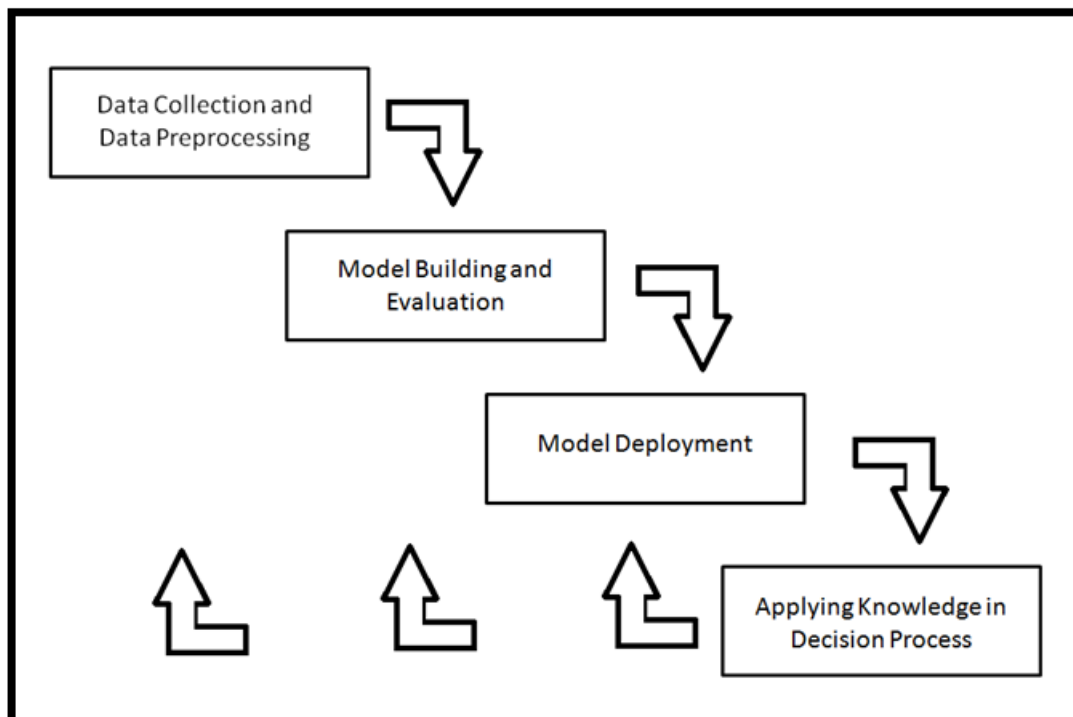 Data Collection and
Data Preprocessing
Model Building and
Evaluation
Model Deployment
Applying Knowledge in
Decision Process